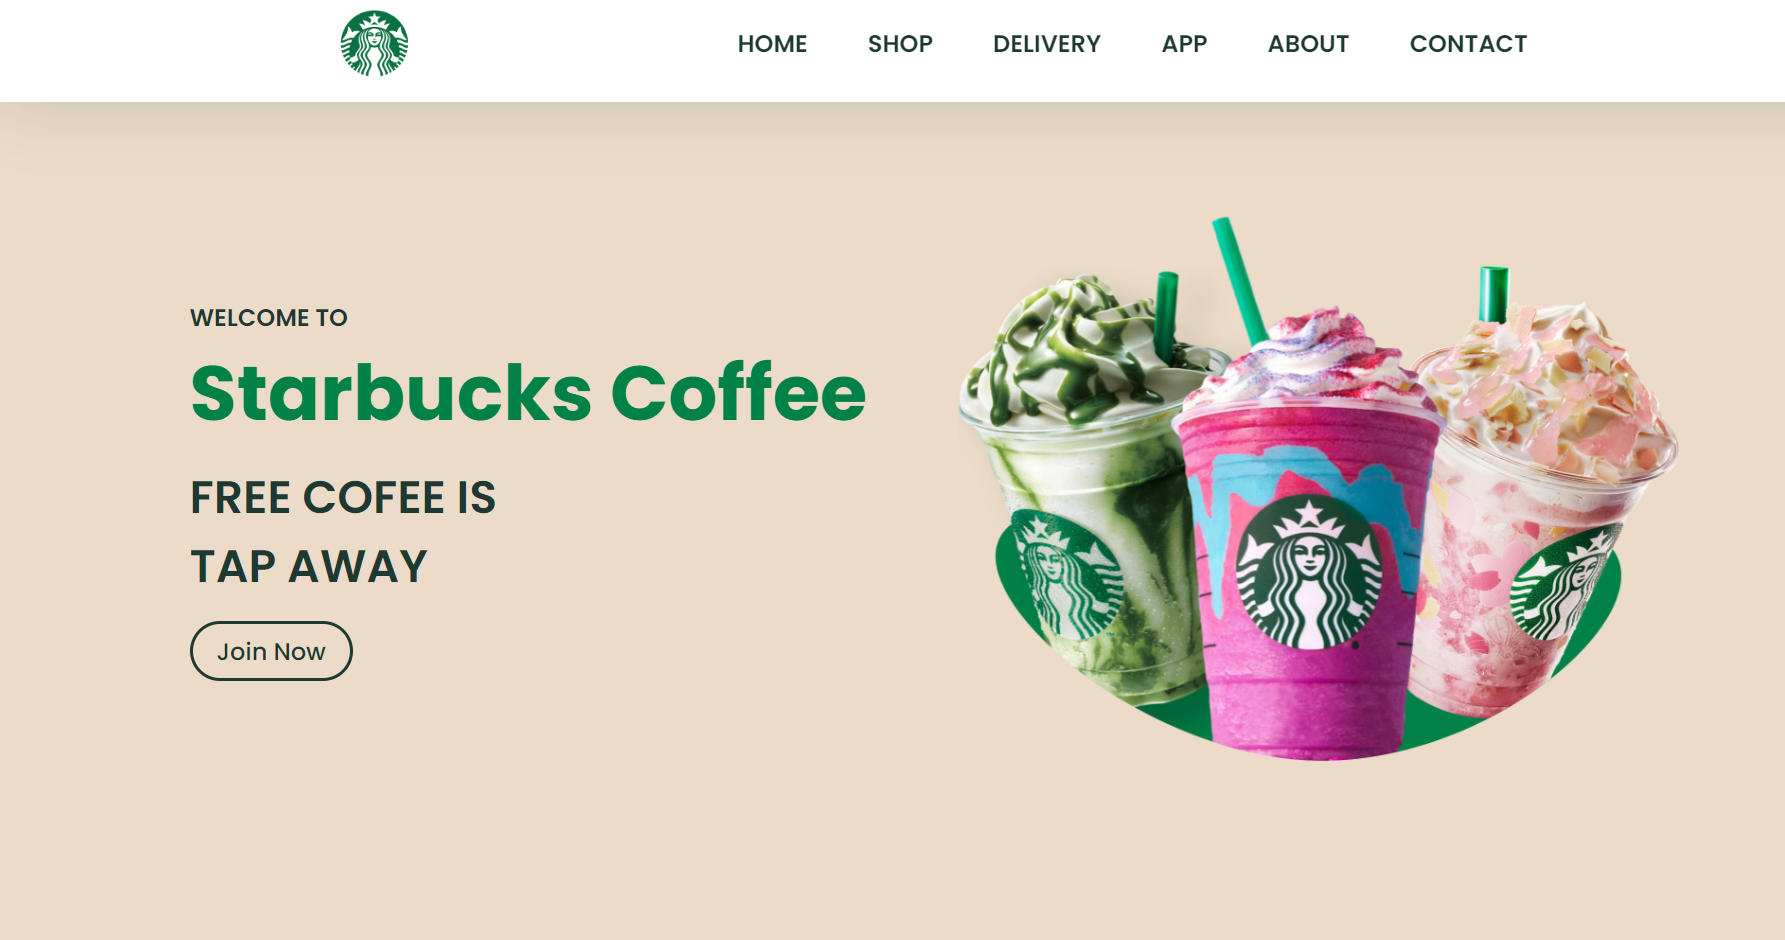 HOME SHOP DELIVERY APP ABOUT CONTACT
WELCOME TO
Starbucks Coffee
FREE COFEE IS
TAP AWAY
Join Now